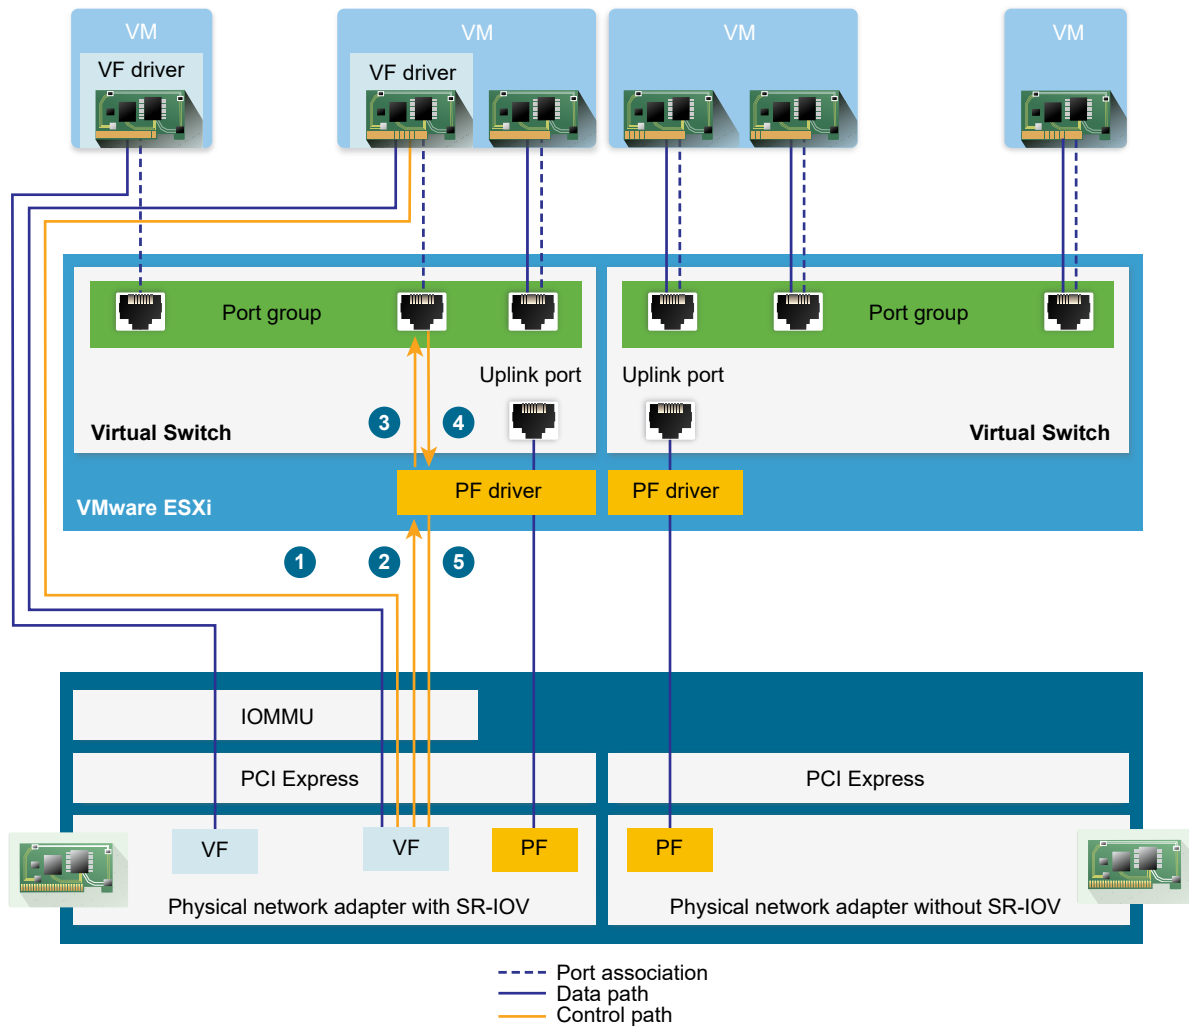 VM
VM
VM
VM
VF driver
VF driver
Port group
Port group
Uplink port
Uplink port
3
4
Virtual Switch
Virtual Switch
PF driver
PF driver
VMware ESXi
1
2
5
IOMMU
PCI Express
PCI Express
VF
VF
PF
PF
Physical network adapter with SR-IOV
Physical network adapter without SR-IOV
Port association
Data path
Control path